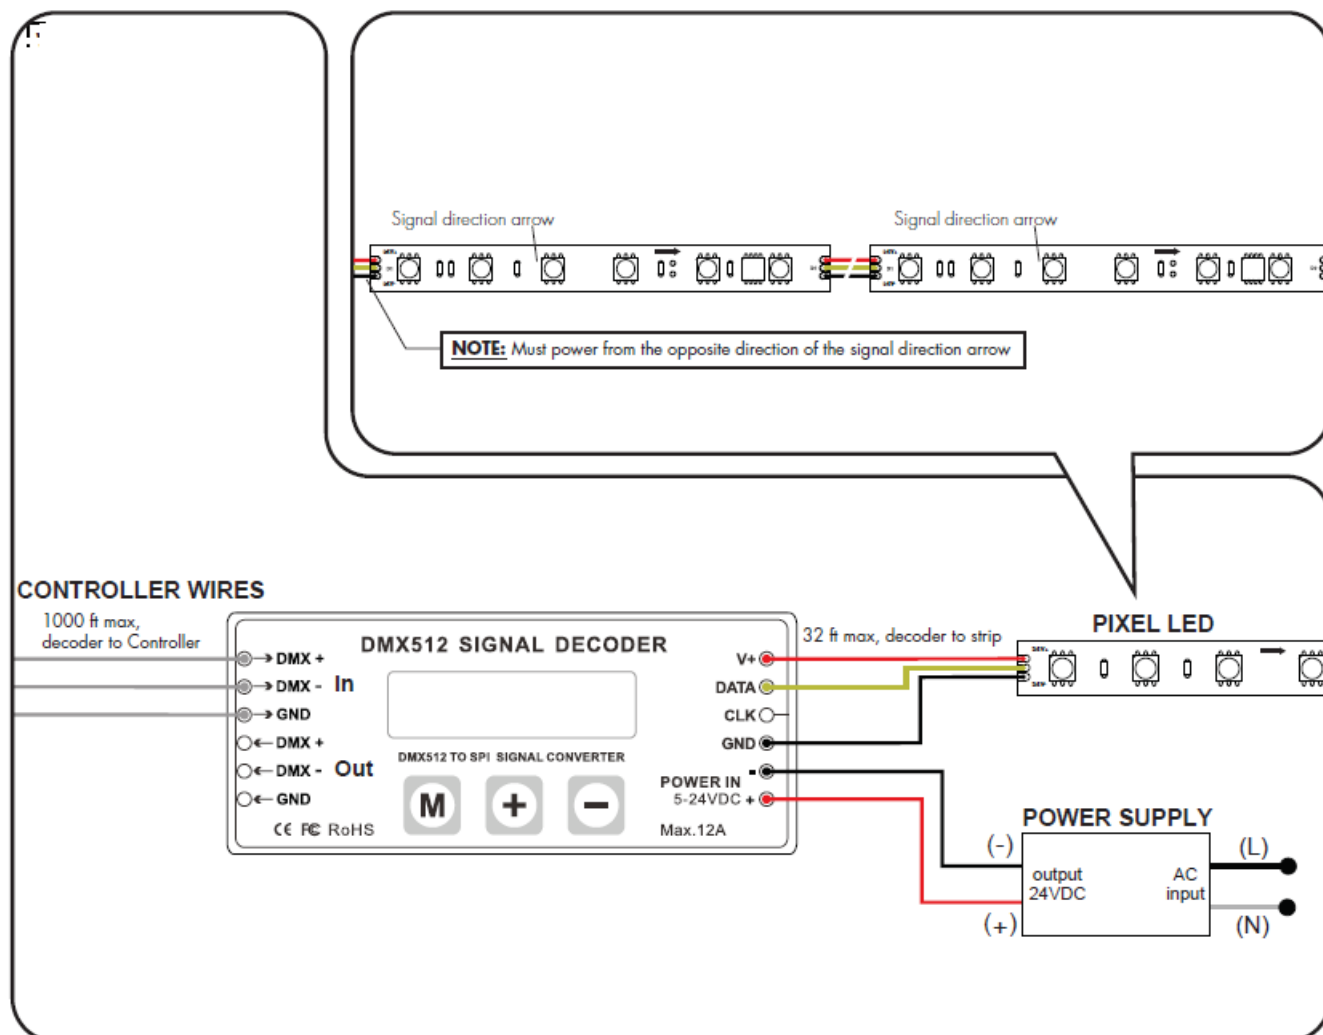 Signal direction arrow
Signal direction arrow
NOTE: Must power from the opposite direction of the signal direction arrow
CONTROLLER WIRES
1000 ft max,
decoder to Controller
DMX512 SIGNAL DECODER
DMX +
DMX - In
GND
DMX +
DMX - Out
GND
CE FC RoHS
DMX512 TO SPI SIGNAL CONVERTER
M + −
V+
DATA
CLK
GND
POWER IN -
5-24VDC +
Max.12A
32 ft max, decoder to strip
PIXEL LED
POWER SUPPLY
(-)
(+)
output
24VDC
AC
input
(L)
(N)